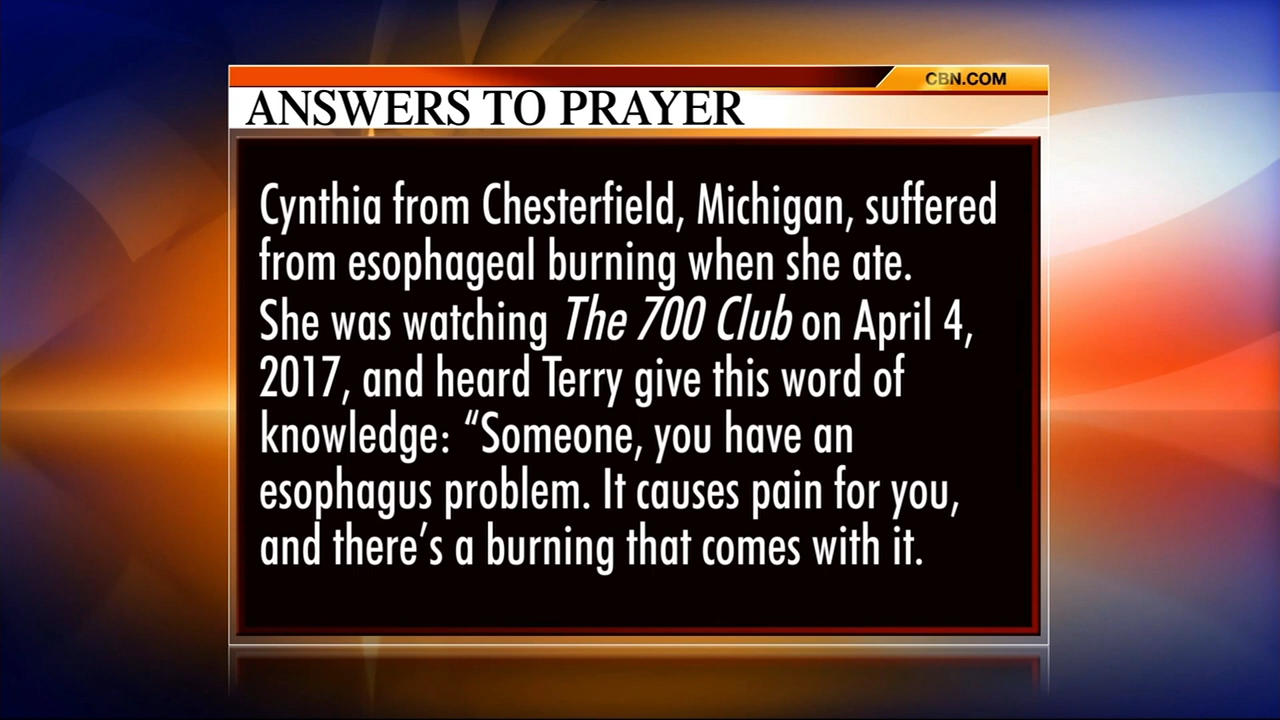 CBN.COM
ANSWERS TO PRAYER
Cynthia from Chesterfield, Michigan, suffered
from esophageal burning when she ate.
She was watching The 700 Club on April 4,
2017, and heard Terry give this word of
knowledge: “Someone, you have an
esophagus problem. It causes pain for you,
and there’s a burning that comes with it.